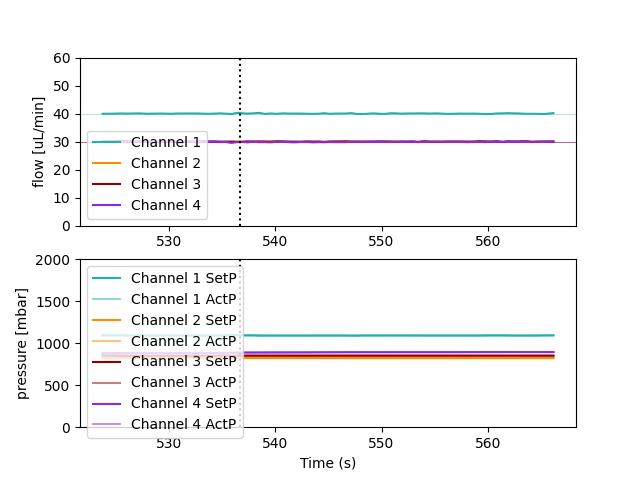 60
50
40
30
20
10
0
flow [uL/min]
Channel 1
Channel 2
Channel 3
Channel 4
530
540
550
560
2000
1500
1000
500
0
pressure [mbar]
Channel 1 SetP
Channel 1 ActP
Channel 2 SetP
Channel 2 ActP
Channel 3 SetP
Channel 3 ActP
Channel 4 SetP
Channel 4 ActP
530
540
550
560
Time (s)